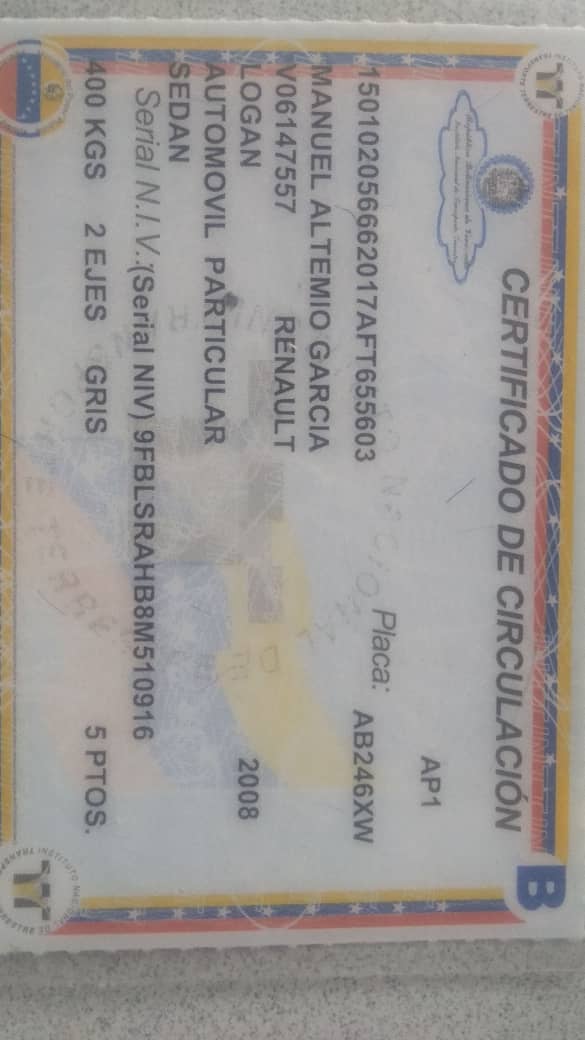 CERTIFICADO DE CIRCULACIÓN
B
República Bolivariana de Venezuela
Instituto Nacional de Transporte Terrestre
AP1
150102056662017AFT655603 Placa: AB246XW
MANUEL ALTEMIO GARCIA
V06147557 RENAULT
LOGAN 2008
AUTOMOVIL PARTICULAR
SEDAN
Serial N.I.V.:(Serial NIV) 9FBLSRAHB8M510916
400 KGS 2 EJES GRIS 5 PTOS.